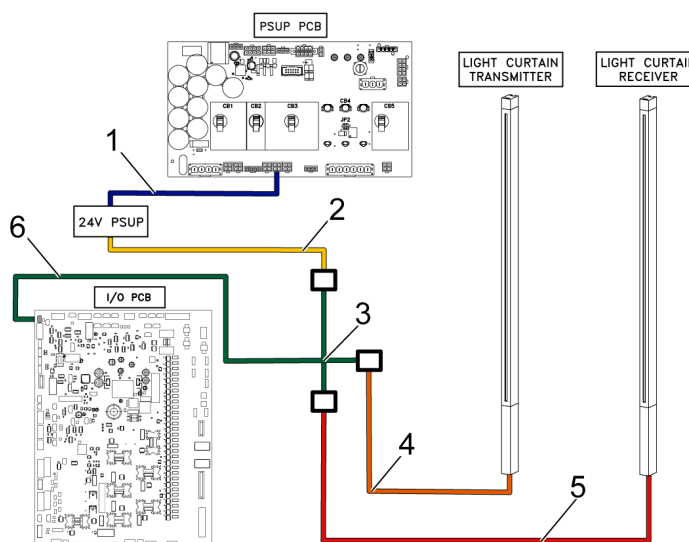 PSUP PCB
LIGHT CURTAIN
TRANSMITTER
LIGHT CURTAIN
RECEIVER
CB1
CB2
CB3
CB4
CB5
JP2
1
24V PSUP
2
6
I/O PCB
3
4
5